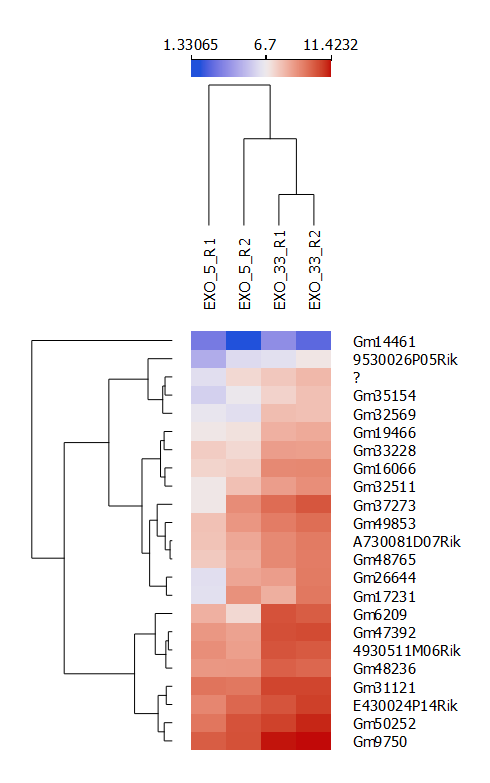 1.33065 6.7 11.4232
EXO_5_R1
EXO_5_R2
EXO_33_R1
EXO_33_R2
Gm14461
9530026P05Rik
?
Gm35154
Gm32569
Gm19466
Gm33228
Gm16066
Gm32511
Gm37273
Gm49853
A730081D07Rik
Gm48765
Gm26644
Gm17231
Gm6209
Gm47392
4930511M06Rik
Gm48236
Gm31121
E430024P14Rik
Gm50252
Gm9750